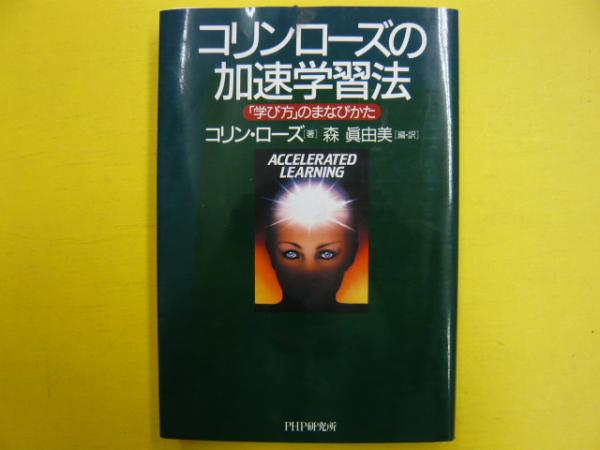 コリンローズの
加速学習法
「学び方」のまなびかた
コリン・ローズ[著] 森 眞由美[編・訳]
ACCELERATED
LEARNING
PHP研究所